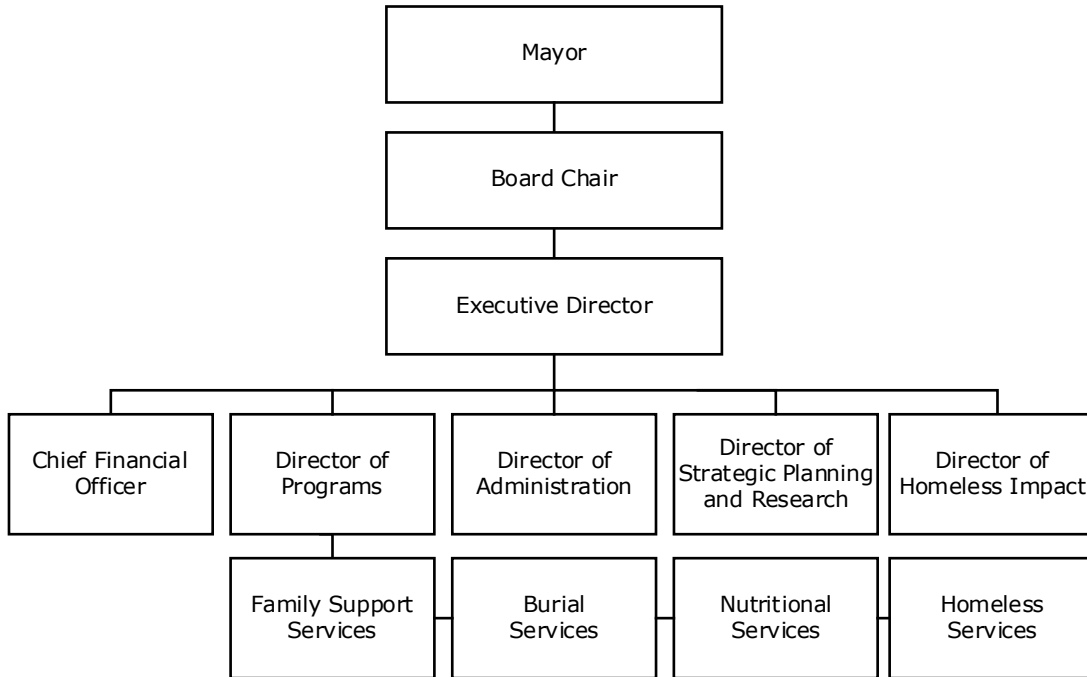 Mayor
Board Chair
Executive Director
Chief Financial
Officer
Director of
Programs
Director of
Administration
Director of
Strategic Planning
and Research
Director of
Homeless Impact
Family Support
Services
Burial
Services
Nutritional
Services
Homeless
Services